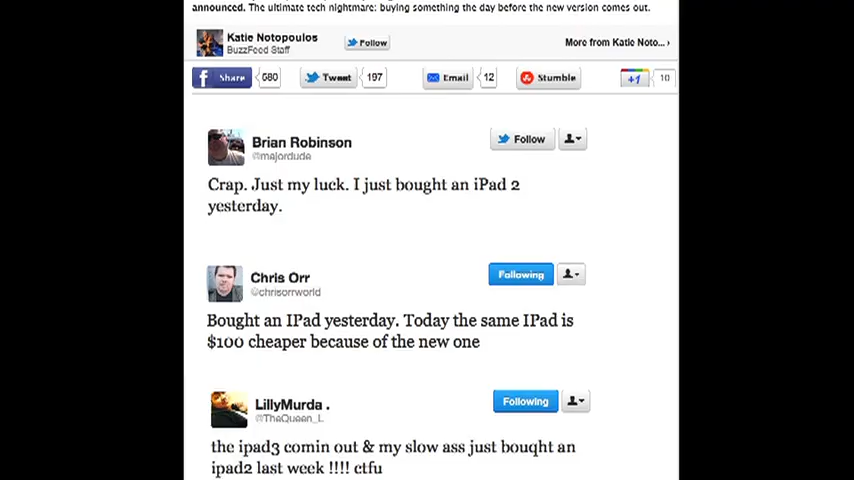 announced. The ultimate tech nightmare: buying something the day before the new version comes out.
Katie Notopoulos
BuzzFeed Staff
Follow
More from Katie Noto... ›
f Share 680 Tweet 197 Email 12 Stumble +1 10
Brian Robinson
@majordude
Follow
Crap. Just my luck. I just bought an iPad 2
yesterday.
Chris Orr
@chrisorrworld
Following
Bought an IPad yesterday. Today the same IPad is
$100 cheaper because of the new one
LillyMurda .
@TheQueen_L
Following
the ipad3 comin out & my slow ass just bouqht an
ipad2 last week !!!! ctfu